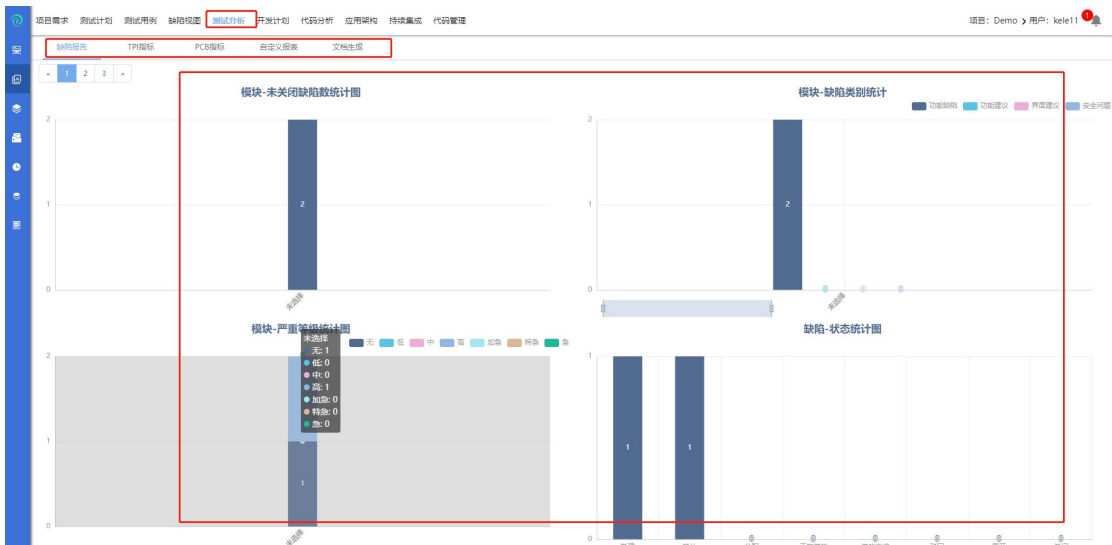 项目需求 测试计划 测试用例 缺陷视图 测试分析 开发计划 代码分析 应用架构 持续集成 代码管理
项目: Demo 用户: kele11 1
缺陷报告 TPI指标 PCB指标 自定义报表 文档生成
« 1 2 3 »
模块-未关闭缺陷数统计图
2
1
0
2
未选择
模块-缺陷类别统计
功能缺陷 功能建议 界面建议 安全问题
2
1
0
2
0 0 0
未选择
模块-严重等级统计图
无 低 中 高 加急 特急 急
2
1
0
未选择
无: 1
低: 0
中: 0
高: 1
加急: 0
特急: 0
急: 0
1
未选择
缺陷-状态统计图
1
0
1 1
0 0 0 0 0